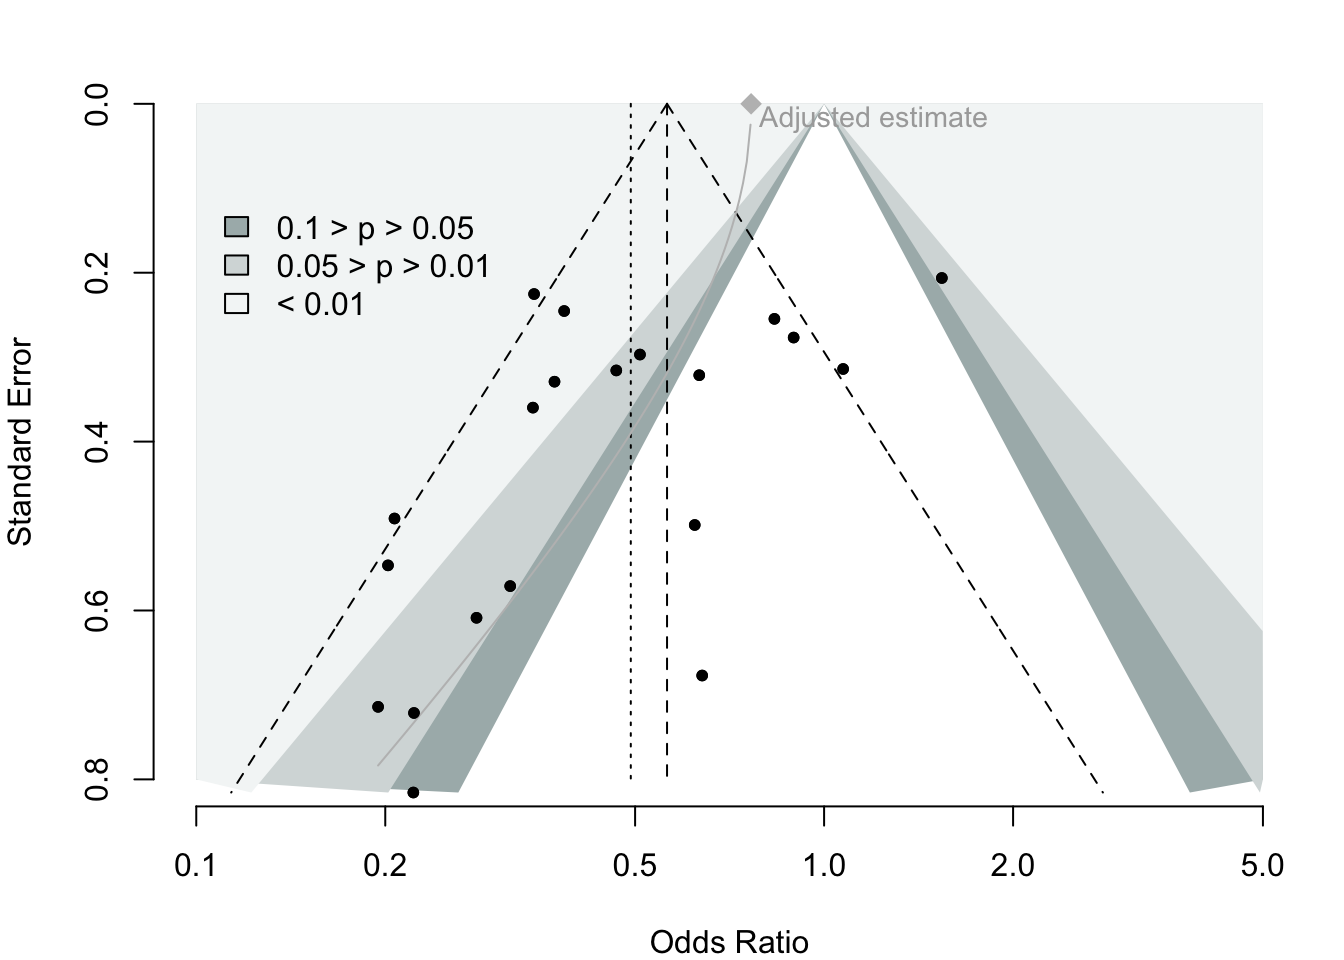 Adjusted estimate
0.1 > p > 0.05
0.05 > p > 0.01
< 0.01
Standard Error
0.0
0.2
0.4
0.6
0.8
0.1 0.2 0.5 1.0 2.0 5.0
Odds Ratio